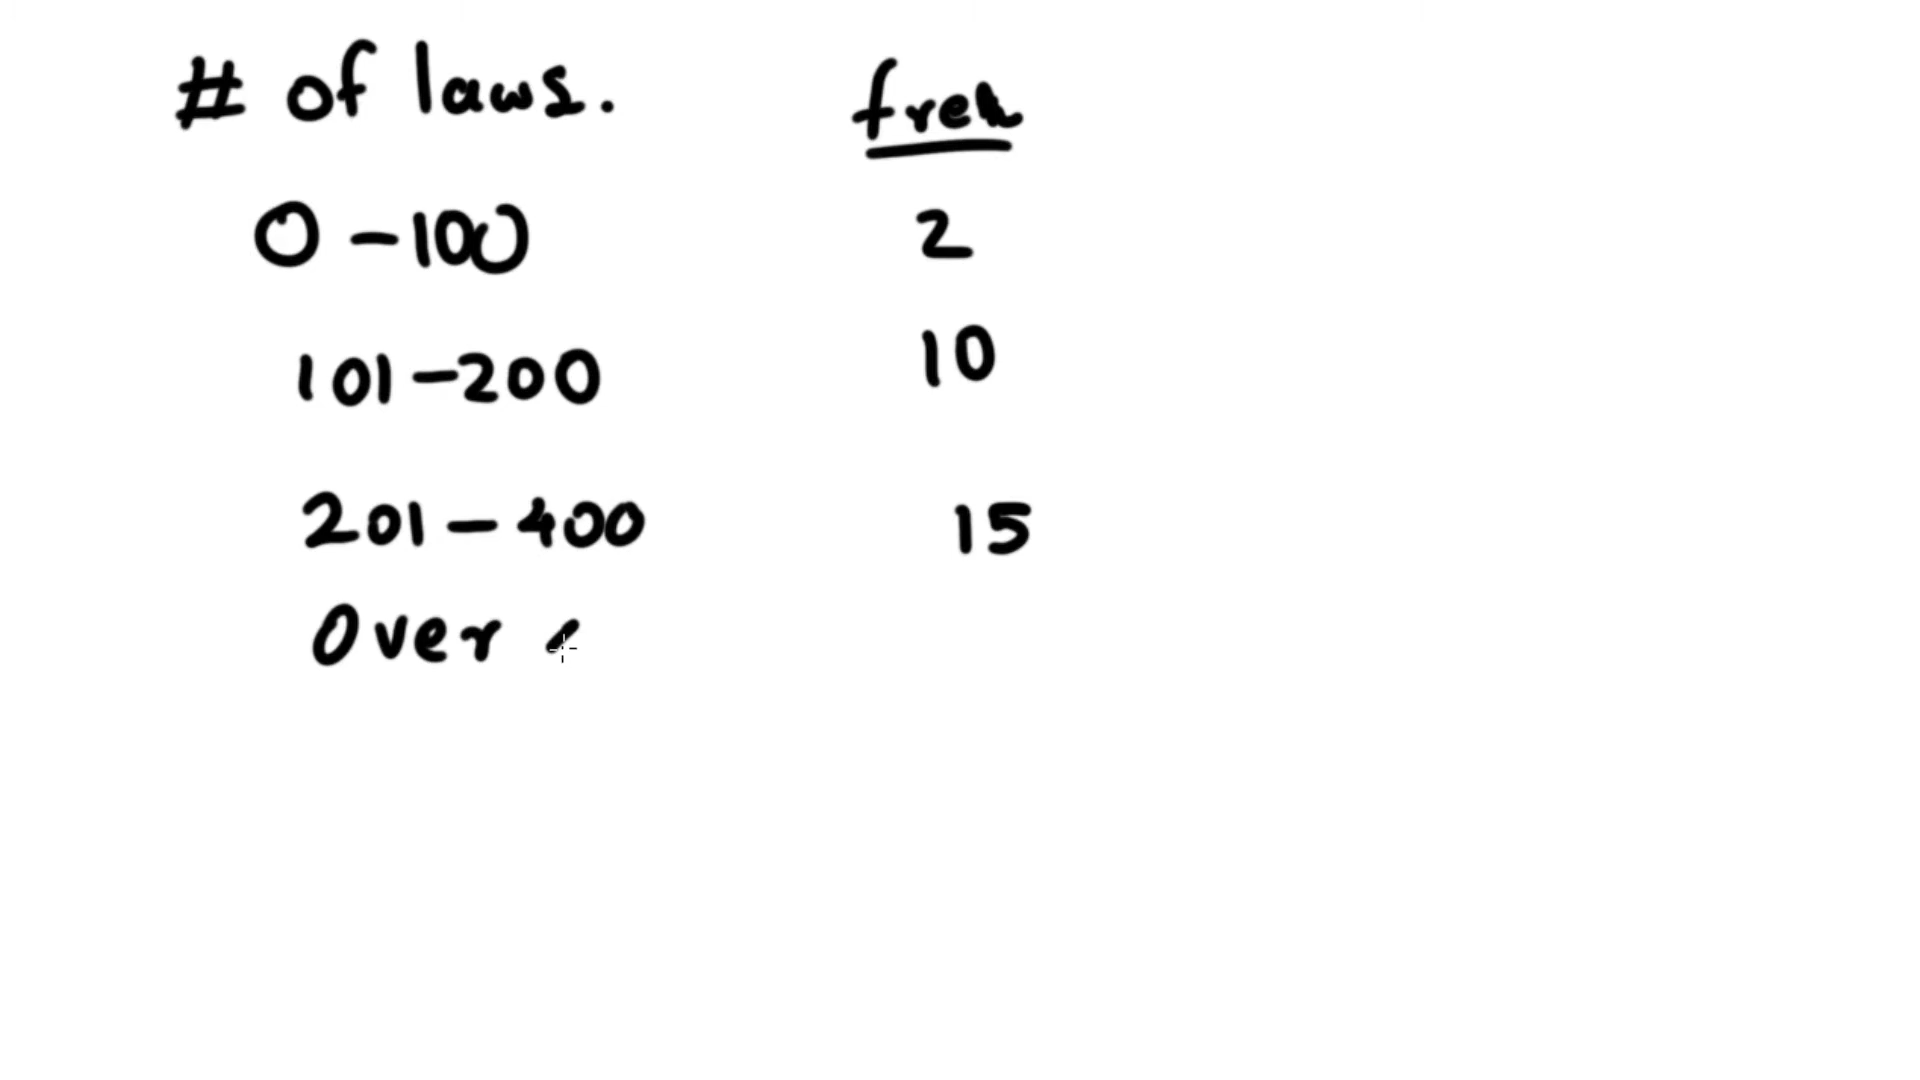 # of laws. freq
0 - 100 2
101 - 200 10
201 - 400 15
Over